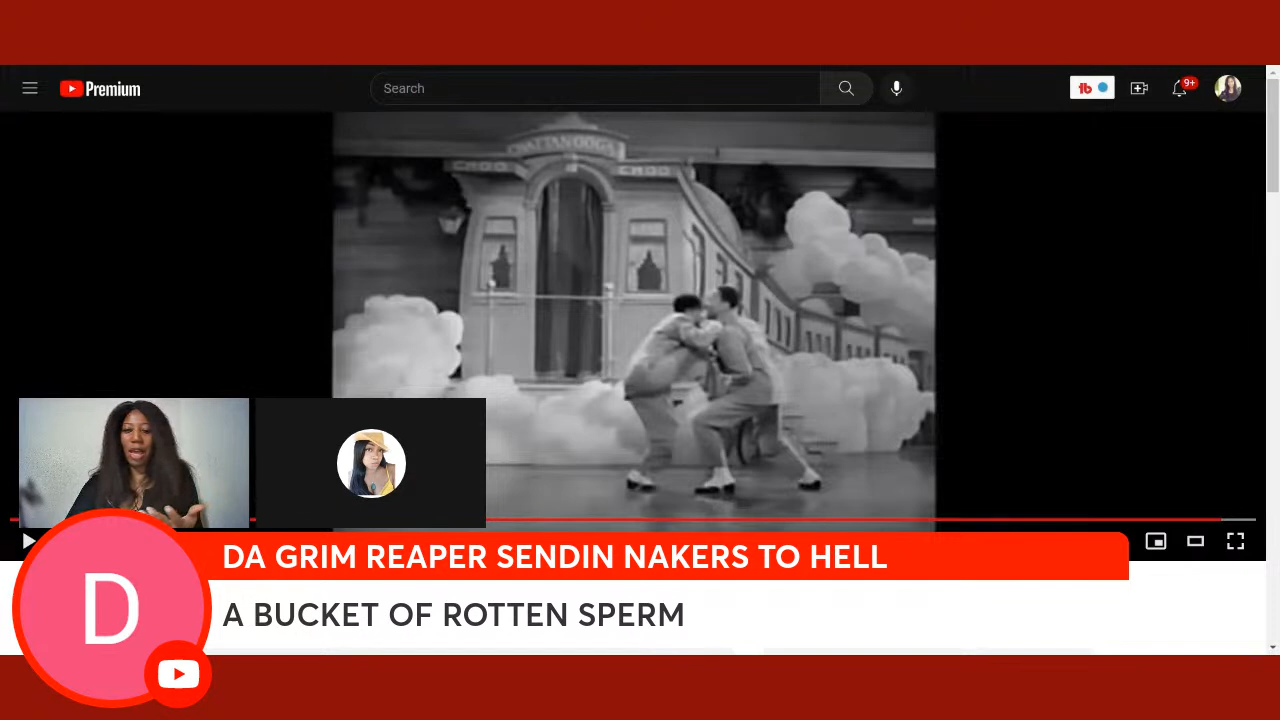 Premium
Search
9+
CHATTANOOGA
CHOO CHOO
DA GRIM REAPER SENDIN NAKERS TO HELL
A BUCKET OF ROTTEN SPERM
D